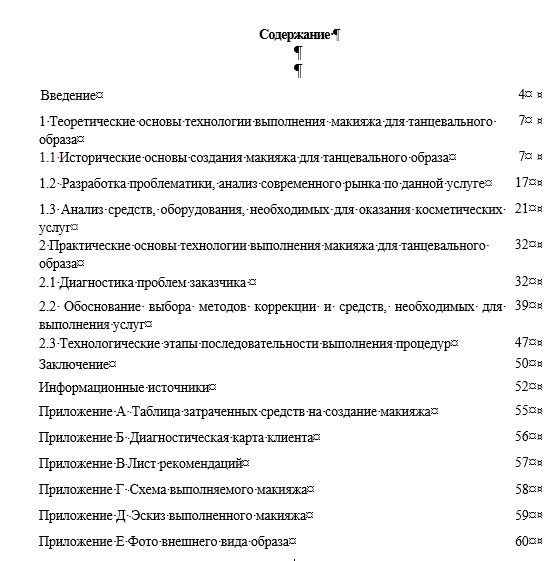 Содержание
Введение 4
1 Теоретические основы технологии выполнения макияжа для танцевального 7
образа
1.1 Исторические основы создания макияжа для танцевального образа 7
1.2 Разработка проблематики, анализ современного рынка по данной услуге 17
1.3 Анализ средств, оборудования, необходимых для оказания косметических 21
услуг
2 Практические основы технологии выполнения макияжа для танцевального 32
образа
2.1 Диагностика проблем заказчика 32
2.2 Обоснование выбора методов коррекции и средств, необходимых для 39
выполнения услуг
2.3 Технологические этапы последовательности выполнения процедур 47
Заключение 50
Информационные источники 52
Приложение А Таблица затраченных средств на создание макияжа 55
Приложение Б Диагностическая карта клиента 56
Приложение В Лист рекомендаций 57
Приложение Г Схема выполняемого макияжа 58
Приложение Д Эскиз выполненного макияжа 59
Приложение Е Фото внешнего вида образа 60